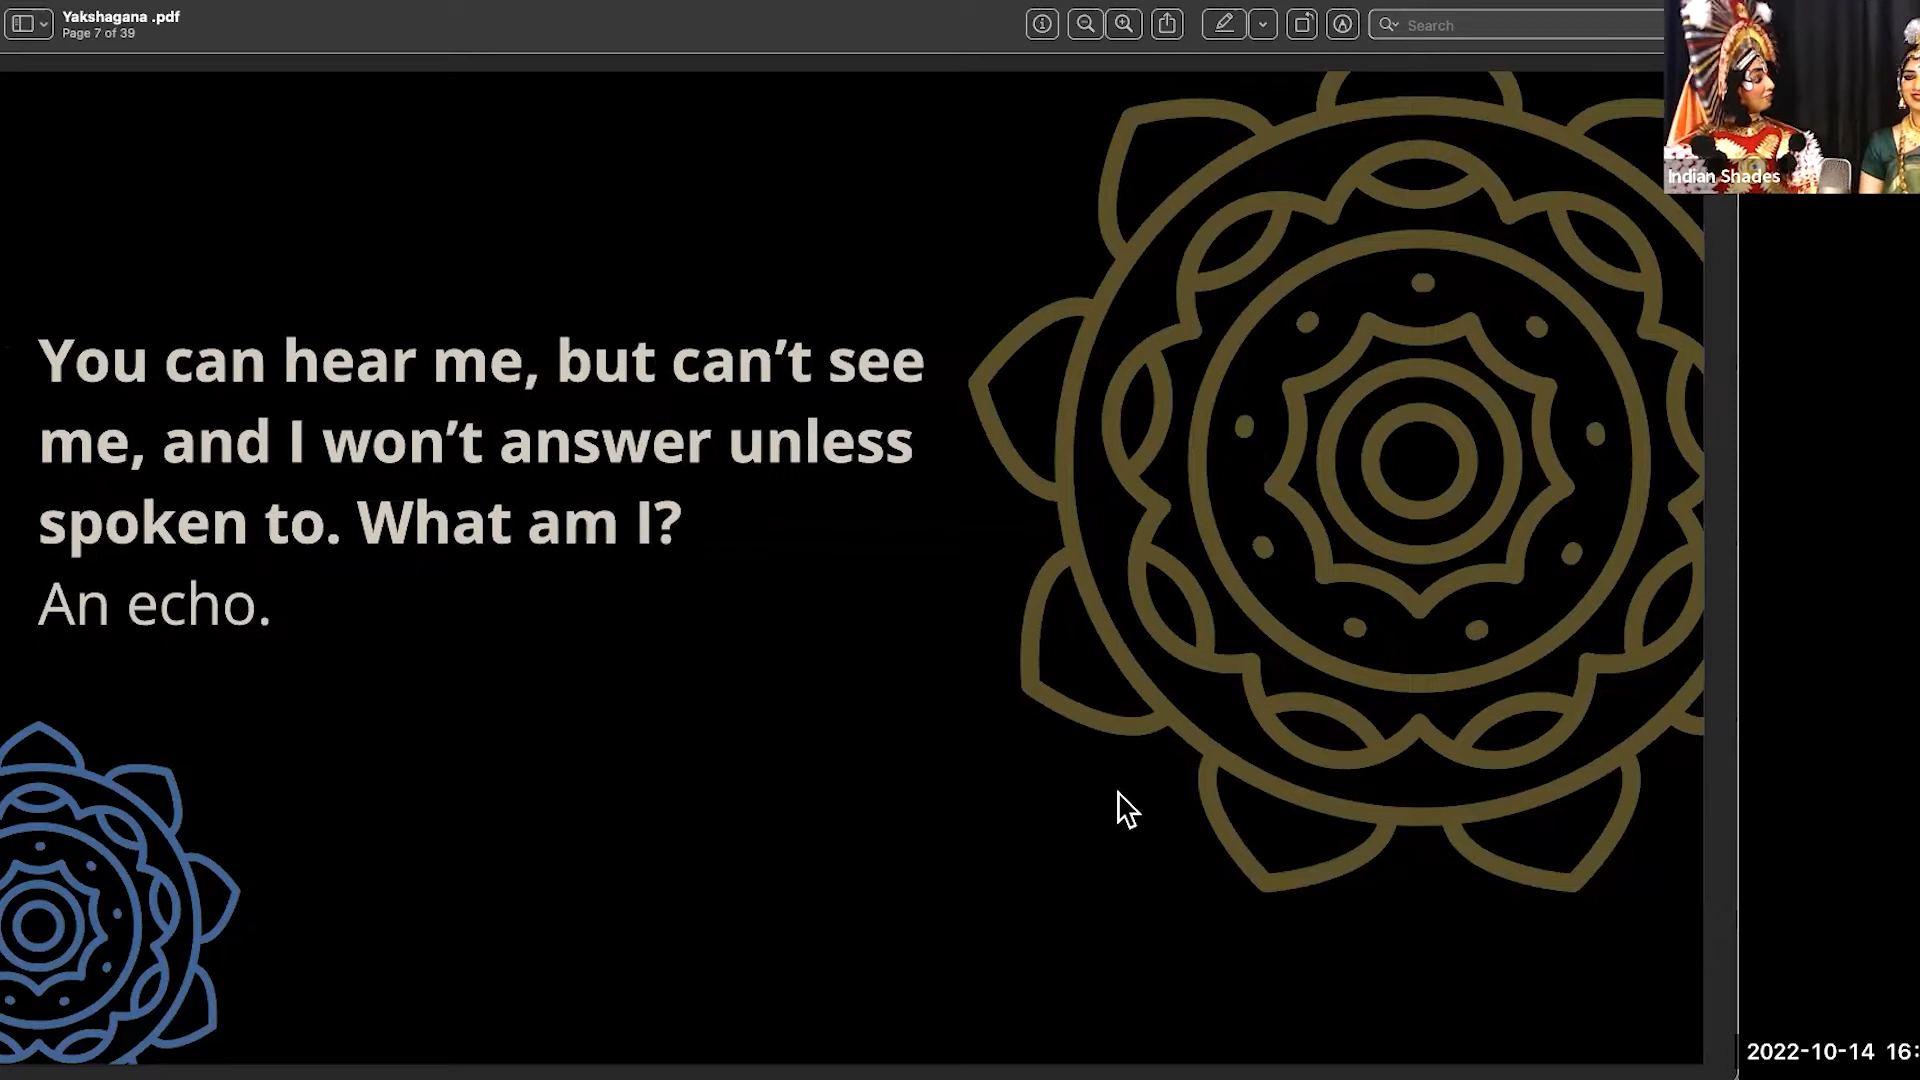 Yakshagana .pdf
Page 7 of 39
Search
Indian Shades
You can hear me, but can’t see
me, and I won’t answer unless
spoken to. What am I?
An echo.
2022-10-14 16: